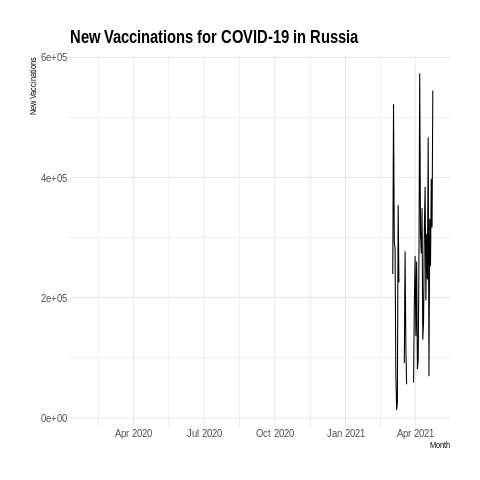 New Vaccinations for COVID-19 in Russia
New Vaccinations
6e+05
4e+05
2e+05
0e+00
Apr 2020 Jul 2020 Oct 2020 Jan 2021 Apr 2021
Month